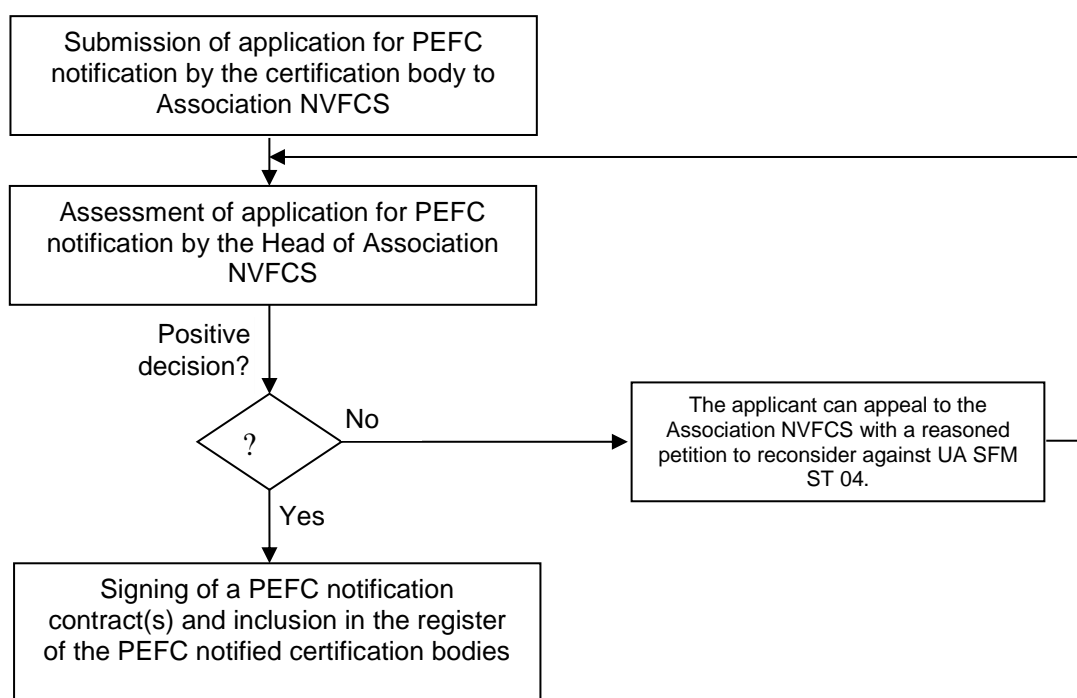 Submission of application for PEFC
notification by the certification body to
Association NVFCS
Assessment of application for PEFC
notification by the Head of Association
NVFCS
Positive
decision?
?
No
The applicant can appeal to the
Association NVFCS with a reasoned
petition to reconsider against UA SFM
ST 04.
Yes
Signing of a PEFC notification
contract(s) and inclusion in the register
of the PEFC notified certification bodies